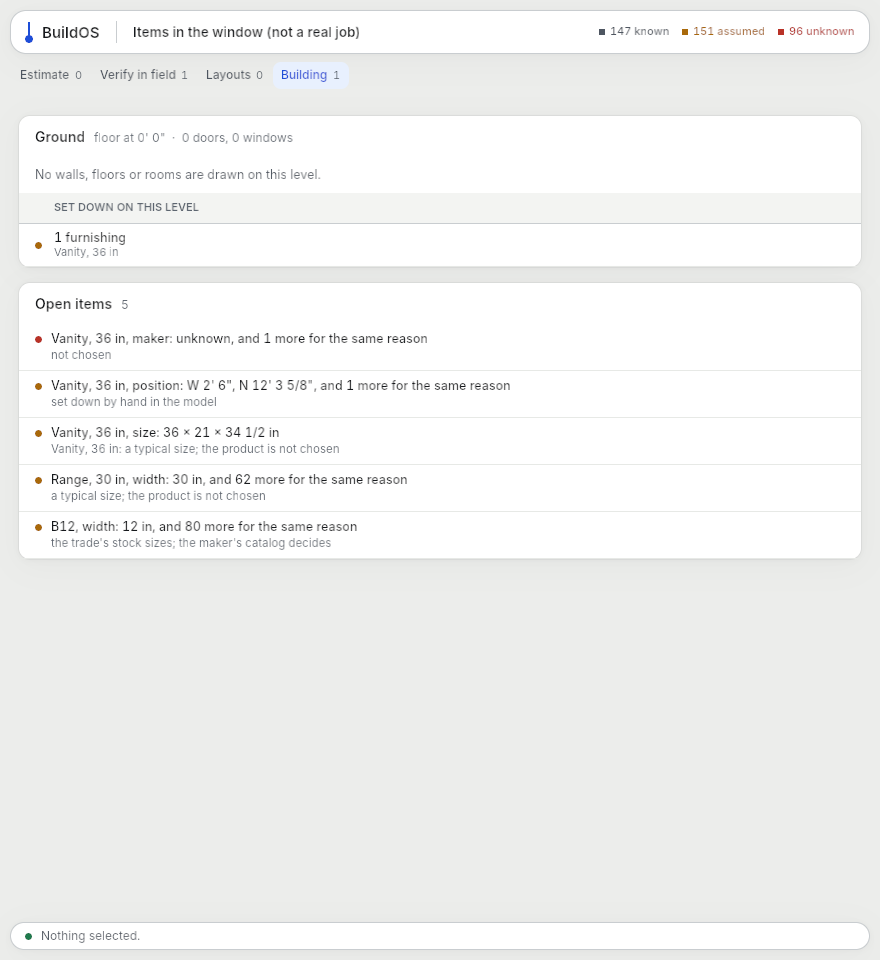 BuildOS
Items in the window (not a real job)
147 known
151 assumed
96 unknown
Estimate 0
Verify in field 1
Layouts 0
Building 1
Ground floor at 0' 0" · 0 doors, 0 windows
No walls, floors or rooms are drawn on this level.
SET DOWN ON THIS LEVEL
1 furnishing
Vanity, 36 in
Open items 5
Vanity, 36 in, maker: unknown, and 1 more for the same reason
not chosen
Vanity, 36 in, position: W 2' 6", N 12' 3 5/8", and 1 more for the same reason
set down by hand in the model
Vanity, 36 in, size: 36 × 21 × 34 1/2 in
Vanity, 36 in: a typical size; the product is not chosen
Range, 30 in, width: 30 in, and 62 more for the same reason
a typical size; the product is not chosen
B12, width: 12 in, and 80 more for the same reason
the trade's stock sizes; the maker's catalog decides
Nothing selected.